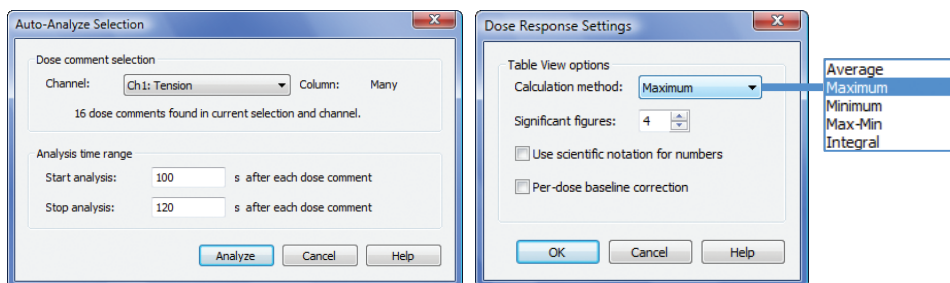 Auto-Analyze Selection
Dose comment selection
Channel: Ch1: Tension Column: Many
16 dose comments found in current selection and channel.
Analysis time range
Start analysis: 100 s after each dose comment
Stop analysis: 120 s after each dose comment
Analyze Cancel Help
Dose Response Settings
Table View options
Calculation method: Maximum
Significant figures: 4
Use scientific notation for numbers
Per-dose baseline correction
OK Cancel Help
Average
Maximum
Minimum
Max-Min
Integral